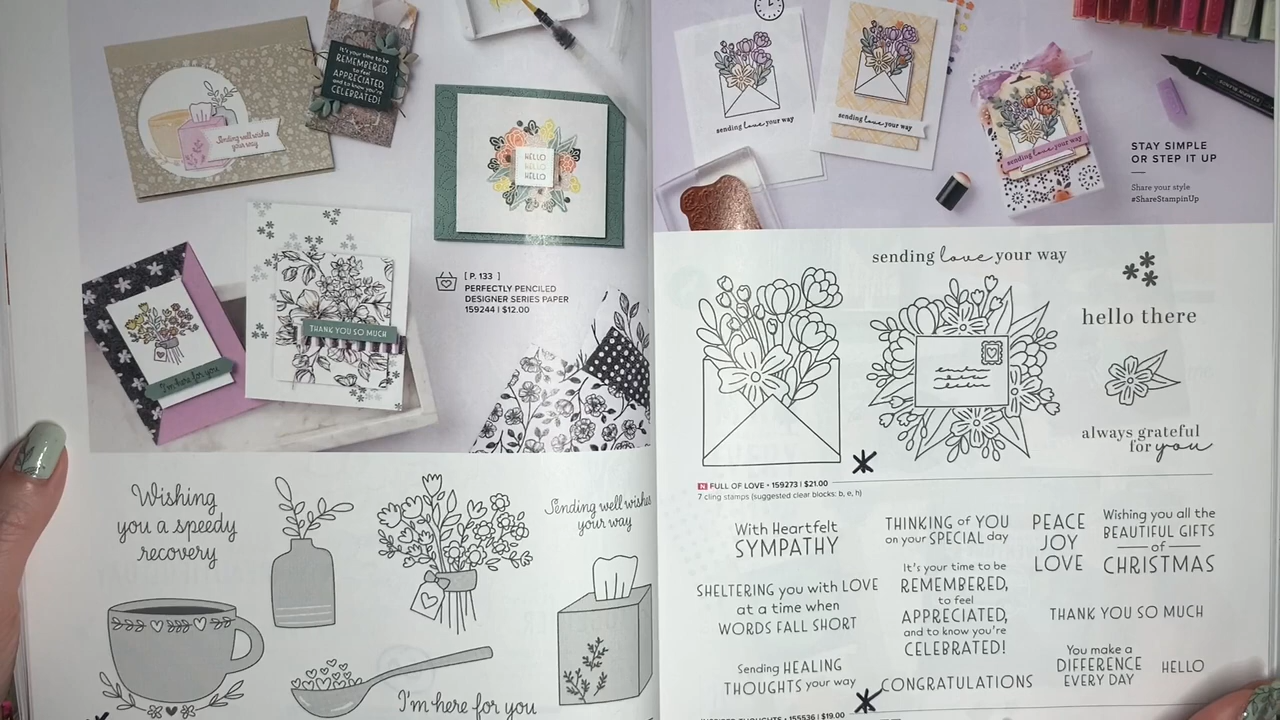 Sending well wishes
your way
IT'S YOUR TIME TO BE
REMEMBERED,
to feel
APPRECIATED,
and to know you're
CELEBRATED!
HELLO
HELLO
HELLO
THANK YOU SO MUCH
I'm here for you
[ P. 133 ]
PERFECTLY PENCILED
DESIGNER SERIES PAPER
159244 | $12.00
Wishing
you a speedy
recovery
Sending well wishes
your way
I'm here for you
sending love your way
sending love your way
sending love your way
STAY SIMPLE
OR STEP IT UP
Share your style
#ShareStampinUp
sending love your way
hello there
always grateful
for you
N FULL OF LOVE • 159273 | $21.00
7 cling stamps (suggested clear blocks: b, e, h)
With Heartfelt
SYMPATHY
THINKING of YOU
on your SPECIAL day
PEACE
JOY
LOVE
Wishing you all the
BEAUTIFUL GIFTS
of
CHRISTMAS
SHELTERING you with LOVE
at a time when
WORDS FALL SHORT
It's your time to be
REMEMBERED,
to feel
APPRECIATED,
and to know you're
CELEBRATED!
THANK YOU SO MUCH
Sending HEALING
THOUGHTS your way
CONGRATULATIONS
You make a
DIFFERENCE
EVERY DAY
HELLO
THOUGHTS • 155536 | $19.00